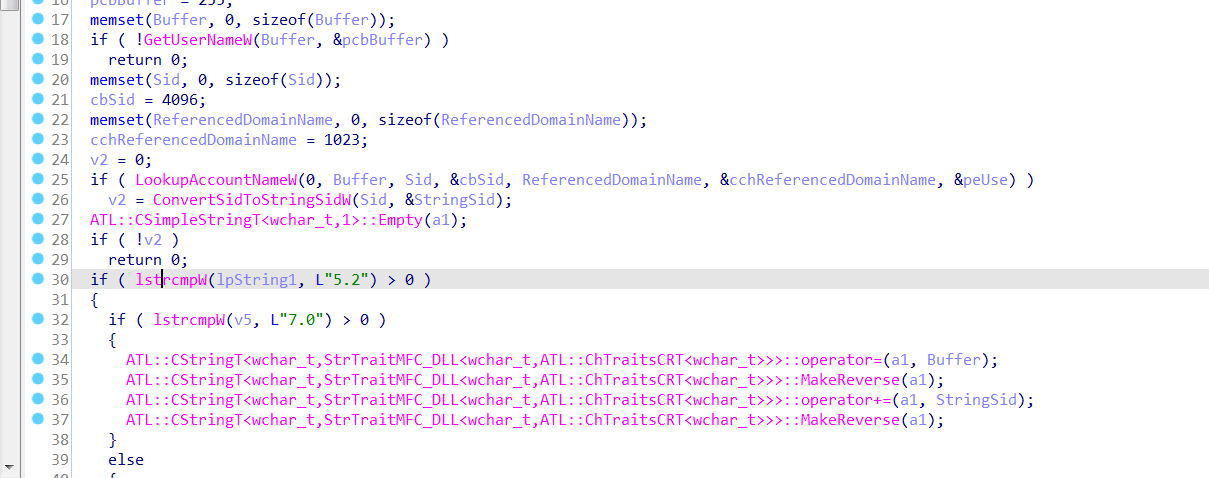 16 pcbBuffer = 255;
17 memset(Buffer, 0, sizeof(Buffer));
18 if ( !GetUserNameW(Buffer, &pcbBuffer) )
19 return 0;
20 memset(Sid, 0, sizeof(Sid));
21 cbSid = 4096;
22 memset(ReferencedDomainName, 0, sizeof(ReferencedDomainName));
23 cchReferencedDomainName = 1023;
24 v2 = 0;
25 if ( LookupAccountNameW(0, Buffer, Sid, &cbSid, ReferencedDomainName, &cchReferencedDomainName, &peUse) )
26 v2 = ConvertSidToStringSidW(Sid, &StringSid);
27 ATL::CSimpleStringT<wchar_t,1>::Empty(a1);
28 if ( !v2 )
29 return 0;
30 if ( lstrcmpW(lpString1, L"5.2") > 0 )
31 {
32 if ( lstrcmpW(v5, L"7.0") > 0 )
33 {
34 ATL::CStringT<wchar_t,StrTraitMFC_DLL<wchar_t,ATL::ChTraitsCRT<wchar_t>>>::operator=(a1, Buffer);
35 ATL::CStringT<wchar_t,StrTraitMFC_DLL<wchar_t,ATL::ChTraitsCRT<wchar_t>>>::MakeReverse(a1);
36 ATL::CStringT<wchar_t,StrTraitMFC_DLL<wchar_t,ATL::ChTraitsCRT<wchar_t>>>::operator+=(a1, StringSid);
37 ATL::CStringT<wchar_t,StrTraitMFC_DLL<wchar_t,ATL::ChTraitsCRT<wchar_t>>>::MakeReverse(a1);
38 }
39 else
40 {